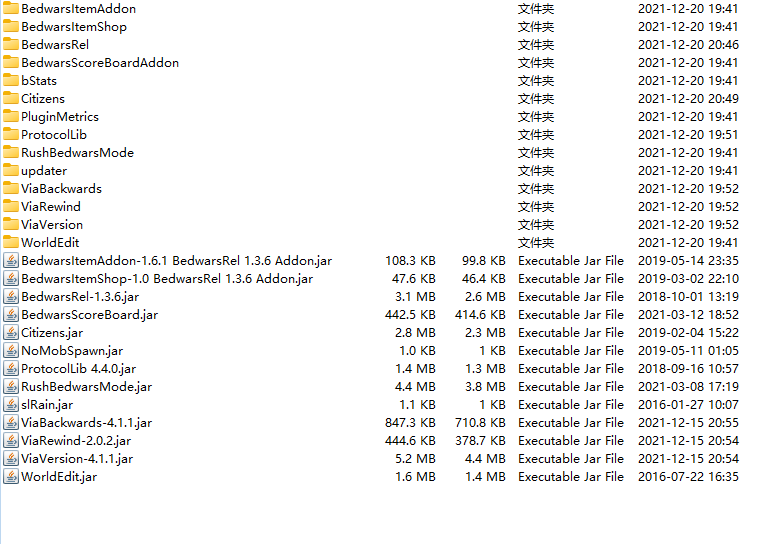 BedwarsItemAddon 文件夹 2021-12-20 19:41
BedwarsItemShop 文件夹 2021-12-20 19:41
BedwarsRel 文件夹 2021-12-20 20:46
BedwarsScoreBoardAddon 文件夹 2021-12-20 19:41
bStats 文件夹 2021-12-20 19:41
Citizens 文件夹 2021-12-20 20:49
PluginMetrics 文件夹 2021-12-20 19:41
ProtocolLib 文件夹 2021-12-20 19:51
RushBedwarsMode 文件夹 2021-12-20 19:41
updater 文件夹 2021-12-20 19:41
ViaBackwards 文件夹 2021-12-20 19:52
ViaRewind 文件夹 2021-12-20 19:52
ViaVersion 文件夹 2021-12-20 19:52
WorldEdit 文件夹 2021-12-20 19:41
BedwarsItemAddon-1.6.1 BedwarsRel 1.3.6 Addon.jar 108.3 KB 99.8 KB Executable Jar File 2019-05-14 23:35
BedwarsItemShop-1.0 BedwarsRel 1.3.6 Addon.jar 47.6 KB 46.4 KB Executable Jar File 2019-03-02 22:10
BedwarsRel-1.3.6.jar 3.1 MB 2.6 MB Executable Jar File 2018-10-01 13:19
BedwarsScoreBoard.jar 442.5 KB 414.6 KB Executable Jar File 2021-03-12 18:52
Citizens.jar 2.8 MB 2.3 MB Executable Jar File 2019-02-04 15:22
NoMobSpawn.jar 1.0 KB 1 KB Executable Jar File 2019-05-11 01:05
ProtocolLib 4.4.0.jar 1.4 MB 1.3 MB Executable Jar File 2018-09-16 10:57
RushBedwarsMode.jar 4.4 MB 3.8 MB Executable Jar File 2021-03-08 17:19
slRain.jar 1.1 KB 1 KB Executable Jar File 2016-01-27 10:07
ViaBackwards-4.1.1.jar 847.3 KB 710.8 KB Executable Jar File 2021-12-15 20:55
ViaRewind-2.0.2.jar 444.6 KB 378.7 KB Executable Jar File 2021-12-15 20:54
ViaVersion-4.1.1.jar 5.2 MB 4.4 MB Executable Jar File 2021-12-15 20:54
WorldEdit.jar 1.6 MB 1.4 MB Executable Jar File 2016-07-22 16:35